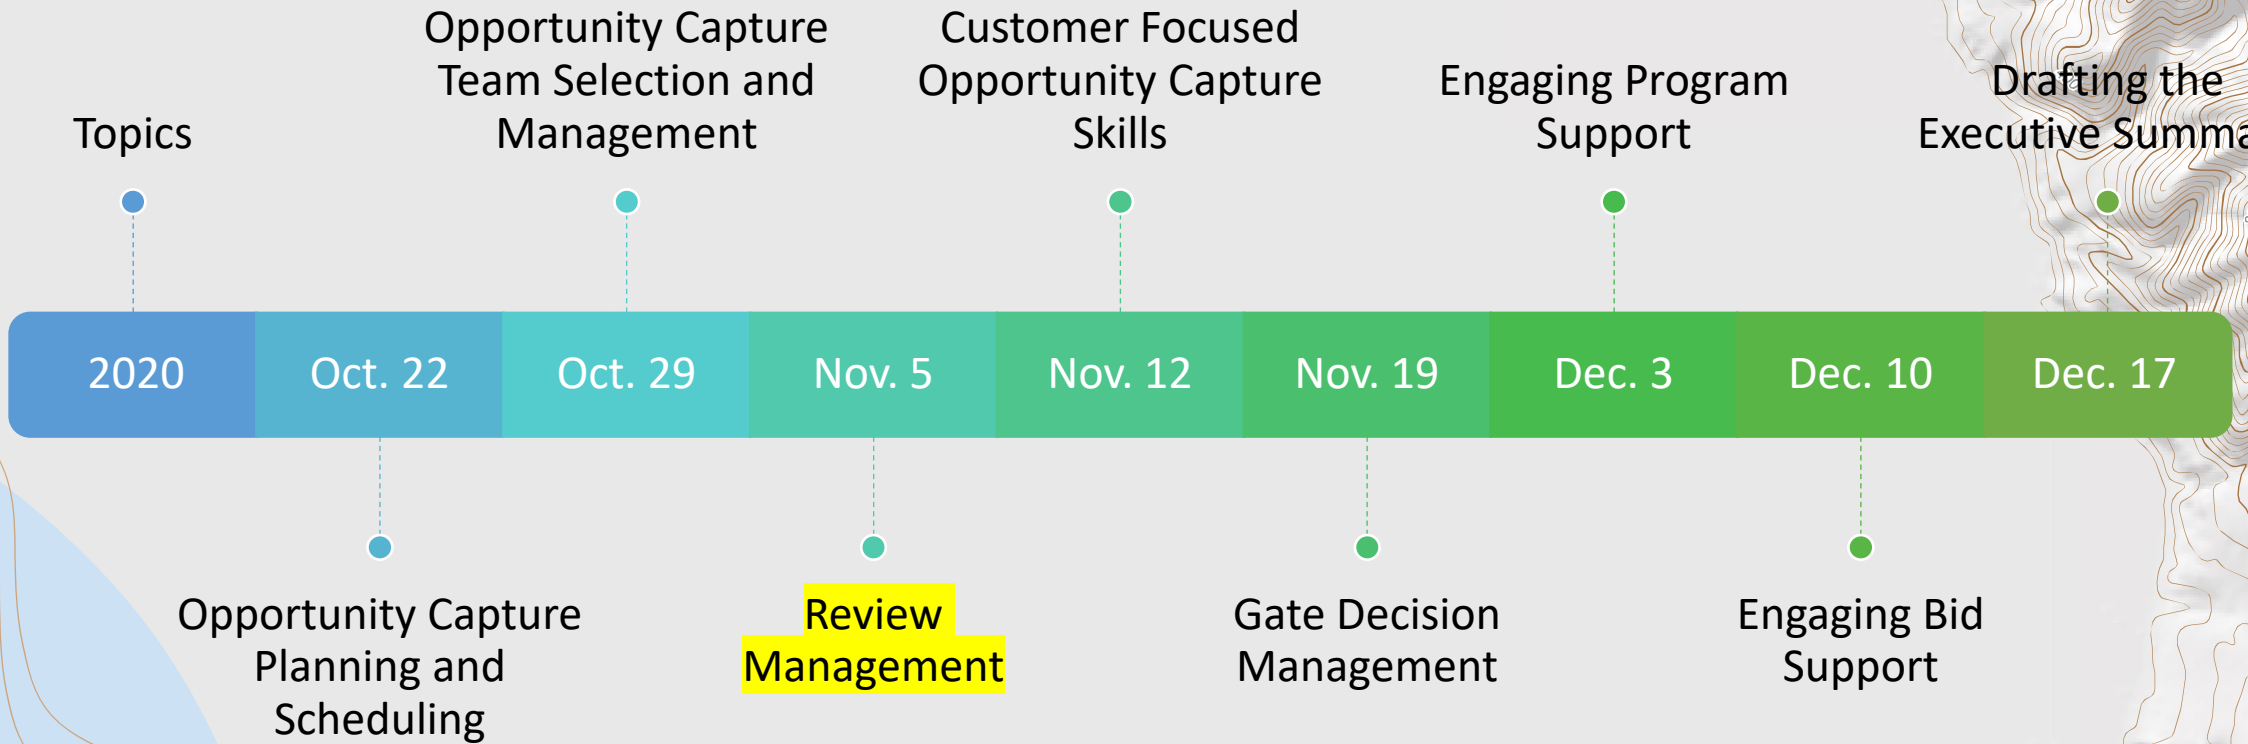 Topics
Opportunity Capture
Team Selection and
Management
Customer Focused
Opportunity Capture
Skills
Engaging Program
Support
Drafting the
Executive Summa
2020
Oct. 22
Oct. 29
Nov. 5
Nov. 12
Nov. 19
Dec. 3
Dec. 10
Dec. 17
Opportunity Capture
Planning and
Scheduling
Review
Management
Gate Decision
Management
Engaging Bid
Support